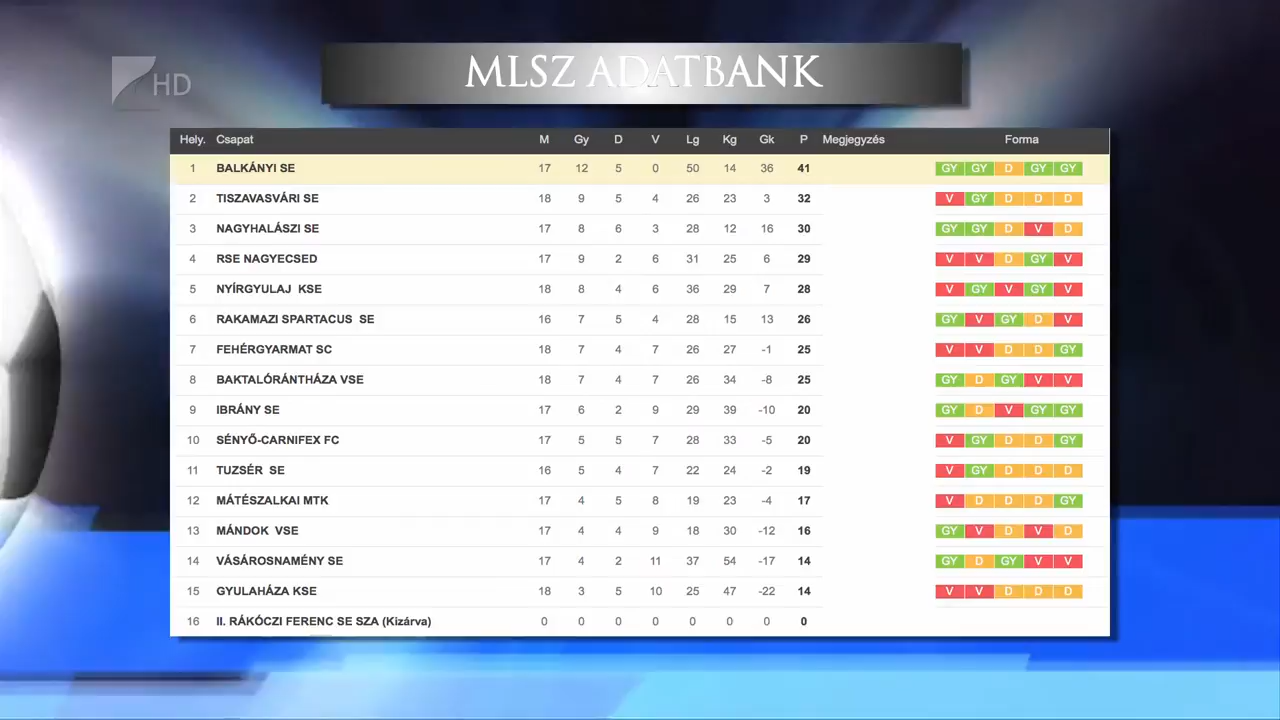 MLSZ ADATBANK
HD
Hely. Csapat M Gy D V Lg Kg Gk P Megjegyzés Forma
1 BALKÁNYI SE 17 12 5 0 50 14 36 41 GY GY D GY GY
2 TISZAVASVÁRI SE 18 9 5 4 26 23 3 32 V GY D D D
3 NAGYHALÁSZI SE 17 8 6 3 28 12 16 30 GY GY D V D
4 RSE NAGYECSED 17 9 2 6 31 25 6 29 V V D GY V
5 NYÍRGYULAJ KSE 18 8 4 6 36 29 7 28 V GY V GY V
6 RAKAMAZI SPARTACUS SE 16 7 5 4 28 15 13 26 GY V GY D V
7 FEHÉRGYARMAT SC 18 7 4 7 26 27 -1 25 V V D D GY
8 BAKTALÓRÁNTHÁZA VSE 18 7 4 7 26 34 -8 25 GY D GY V V
9 IBRÁNY SE 17 6 2 9 29 39 -10 20 GY D V GY GY
10 SÉNYŐ-CARNIFEX FC 17 5 5 7 28 33 -5 20 V GY D D GY
11 TUZSÉR SE 16 5 4 7 22 24 -2 19 V GY D D D
12 MÁTÉSZALKAI MTK 17 4 5 8 19 23 -4 17 V D D D GY
13 MÁNDOK VSE 17 4 4 9 18 30 -12 16 GY V D V D
14 VÁSÁROSNAMÉNY SE 17 4 2 11 37 54 -17 14 GY D GY V V
15 GYULAHÁZA KSE 18 3 5 10 25 47 -22 14 V V D D D
16 II. RÁKÓCZI FERENC SE SZA (Kizárva) 0 0 0 0 0 0 0 0